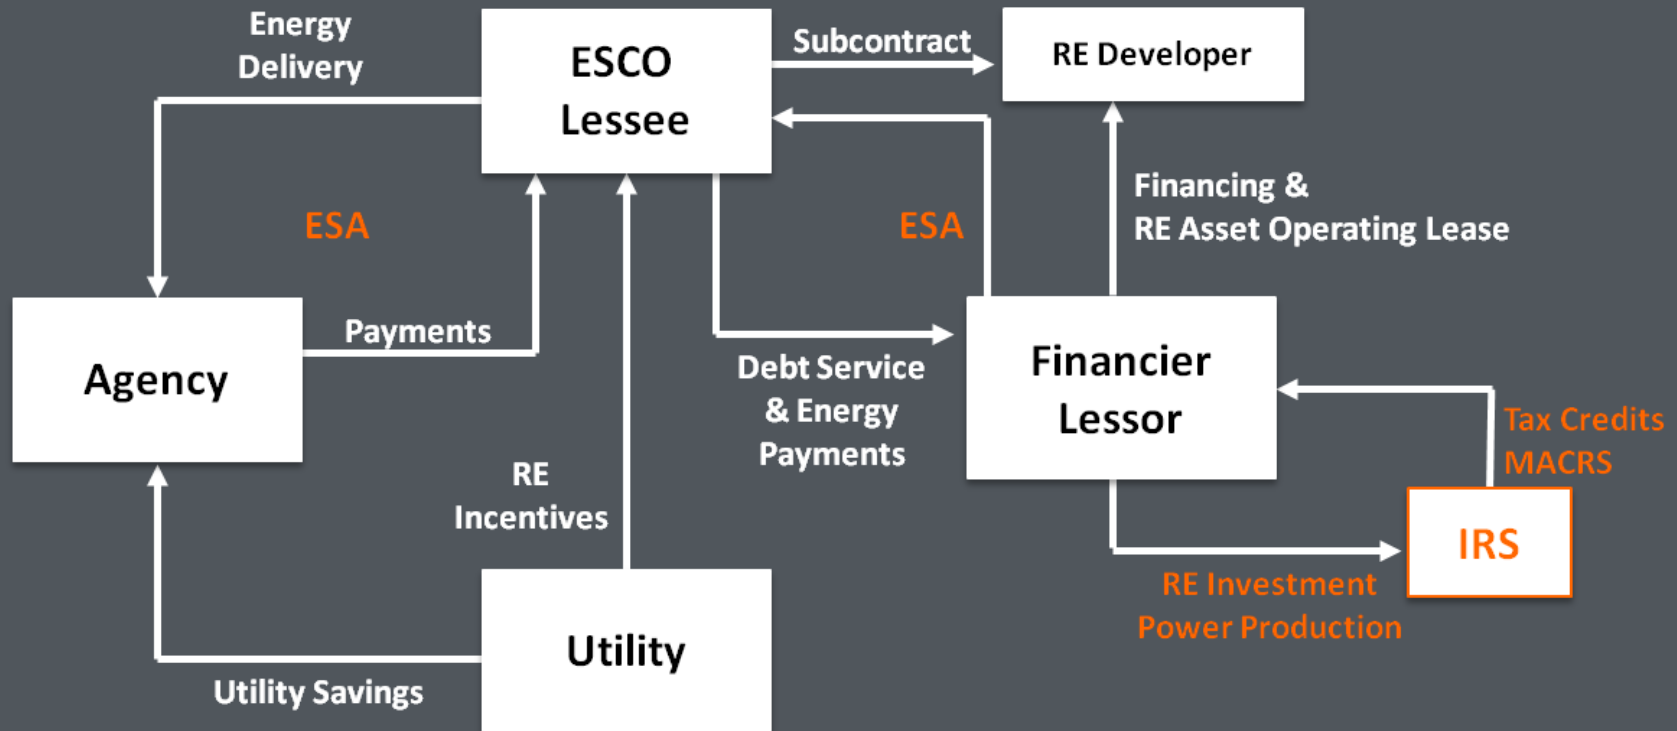 Energy
Delivery
ESCO
Lessee
Subcontract
RE Developer
ESA
ESA
Financing &
RE Asset Operating Lease
Payments
Agency
Debt Service
& Energy
Payments
Financier
Lessor
Tax Credits
MACRS
RE
Incentives
IRS
RE Investment
Power Production
Utility
Utility Savings